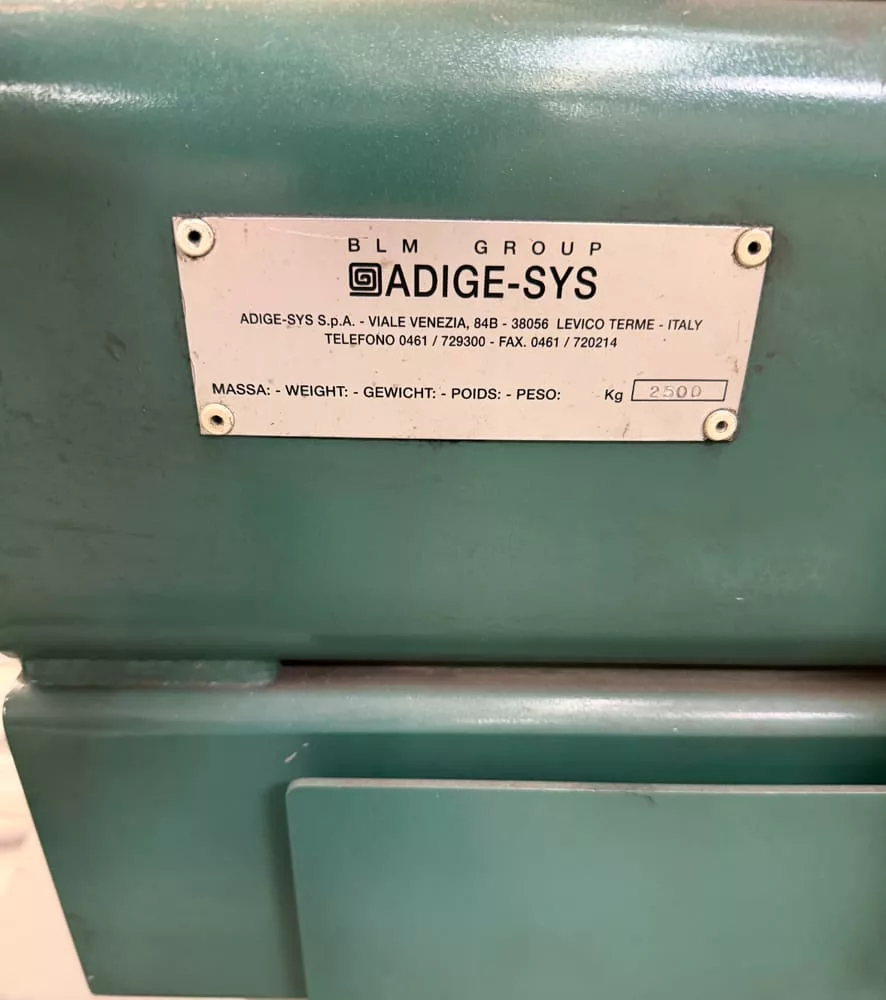 BLM GROUP
ADIGE-SYS
ADIGE-SYS S.p.A. - VIALE VENEZIA, 84B - 38056 LEVICO TERME - ITALY
TELEFONO 0461 / 729300 - FAX. 0461 / 720214
MASSA: - WEIGHT: - GEWICHT: - POIDS: - PESO: Kg 2500